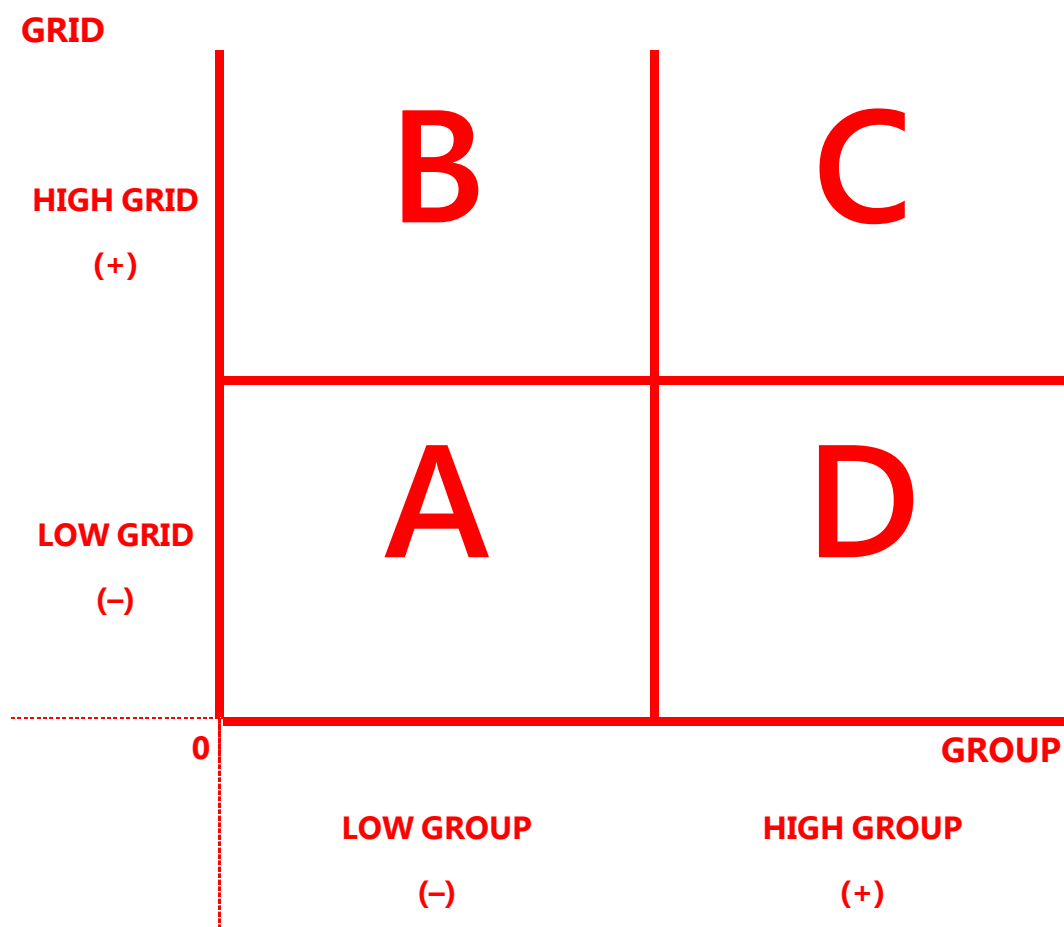 GRID
B
C
HIGH GRID
(+)
A
D
LOW GRID
(–)
0
GROUP
LOW GROUP
HIGH GROUP
(–)
(+)